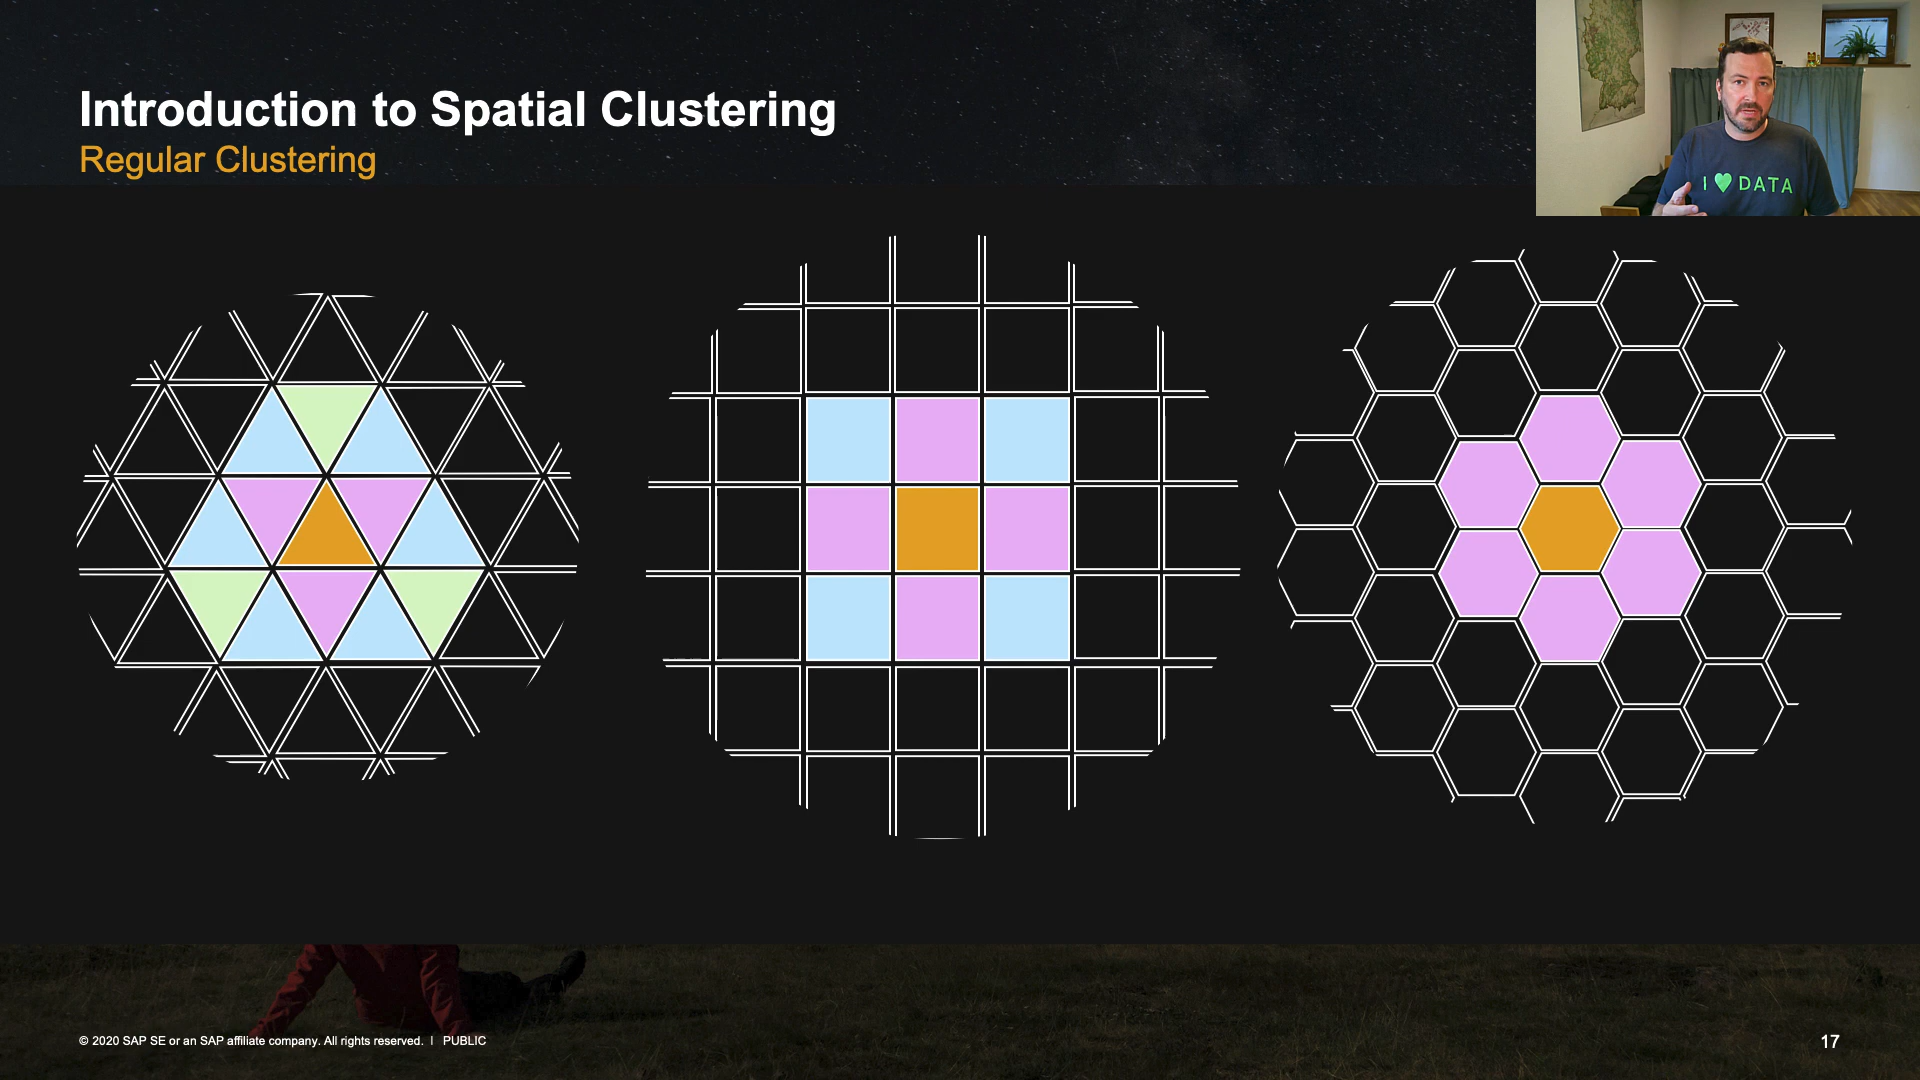 Introduction to Spatial Clustering
Regular Clustering
I 💚 DATA
© 2020 SAP SE or an SAP affiliate company. All rights reserved. | PUBLIC
17